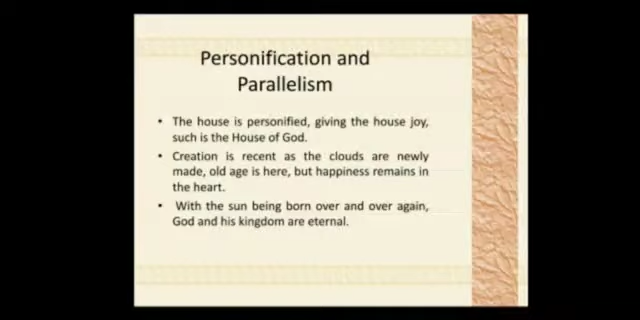 Personification and
Parallelism
• The house is personified, giving the house joy,
such is the House of God.
• Creation is recent as the clouds are newly
made, old age is here, but happiness remains in
the heart.
• With the sun being born over and over again,
God and his kingdom are eternal.